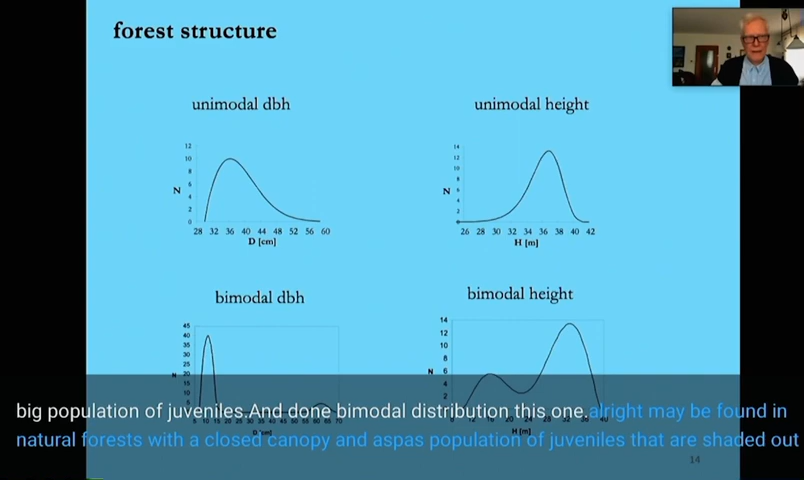 forest structure
unimodal dbh
unimodal height
12
10
8
6
4
2
0
N
28 32 36 40 44 48 52 56 60
D [cm]
14
12
10
8
6
4
2
N
26 28 30 32 34 36 38 40 42
H [m]
bimodal dbh
bimodal height
45
40
35
30
25
20
15
10
5
14
12
10
8
6
4
2
N
big population of juveniles.And done bimodal distribution this one.alright may be found in
natural forests with a closed canopy and aspas population of juveniles that are shaded out
H [m]
14